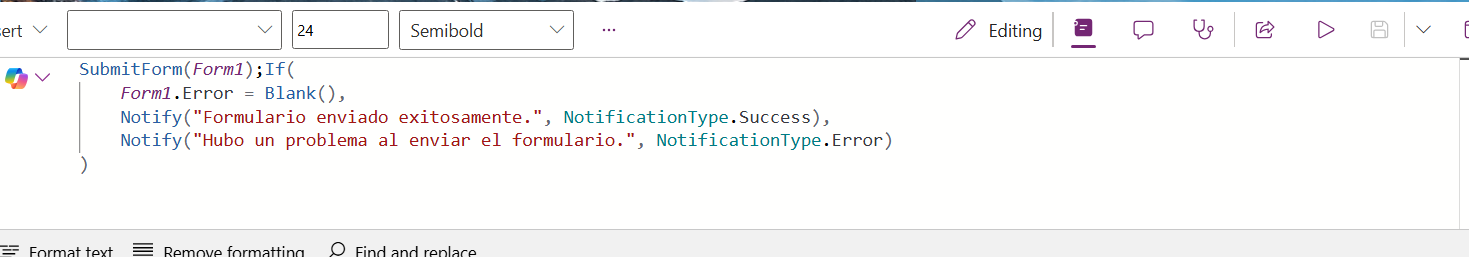 ert
24
Semibold
...
Editing
SubmitForm(Form1);If(
Form1.Error = Blank(),
Notify("Formulario enviado exitosamente.", NotificationType.Success),
Notify("Hubo un problema al enviar el formulario.", NotificationType.Error)
)
Format text
Remove formatting
Find and replace